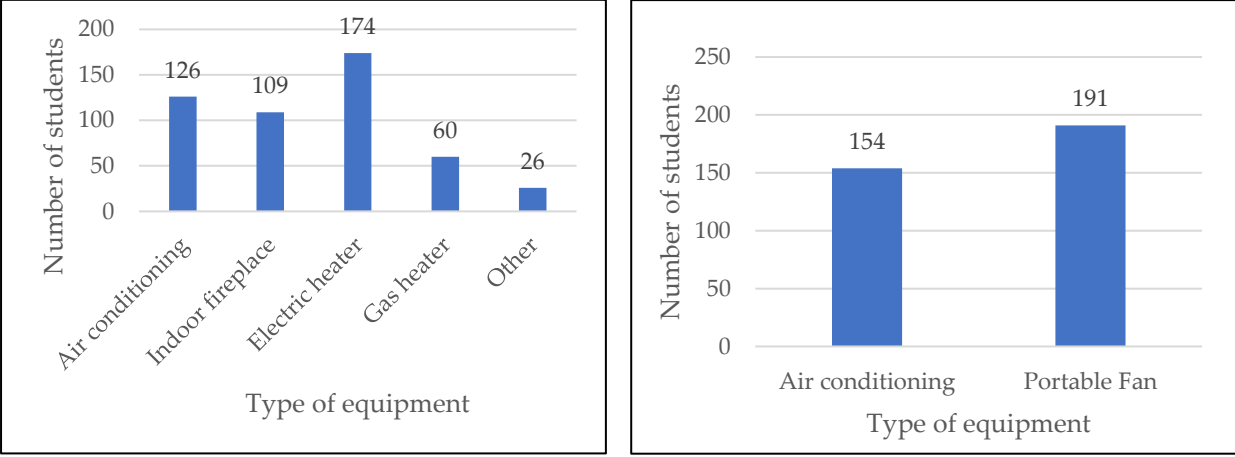 Number of students
200
150
100
50
0
126
109
174
60
26
Air conditioning
Indoor fireplace
Electric heater
Gas heater
Other
Type of equipment
Number of students
250
200
150
100
50
0
154
191
Air conditioning
Portable Fan
Type of equipment